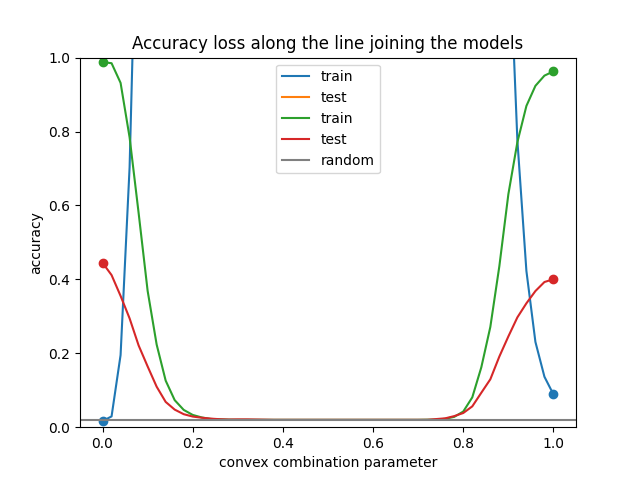 Accuracy loss along the line joining the models
1.0
0.8
0.6
0.4
0.2
0.0
accuracy
train
test
train
test
random
0.0
0.2
0.4
0.6
0.8
1.0
convex combination parameter